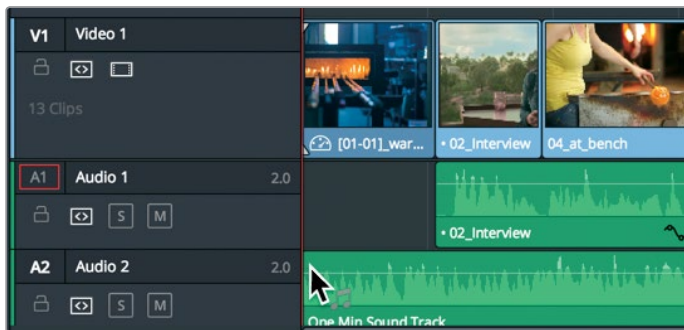 V1 Video 1
13 Clips
[01-01]_war...
• 02_Interview
04_at_bench
A1 Audio 1 2.0
S M
• 02_Interview
A2 Audio 2 2.0
S M
One Min Sound Track